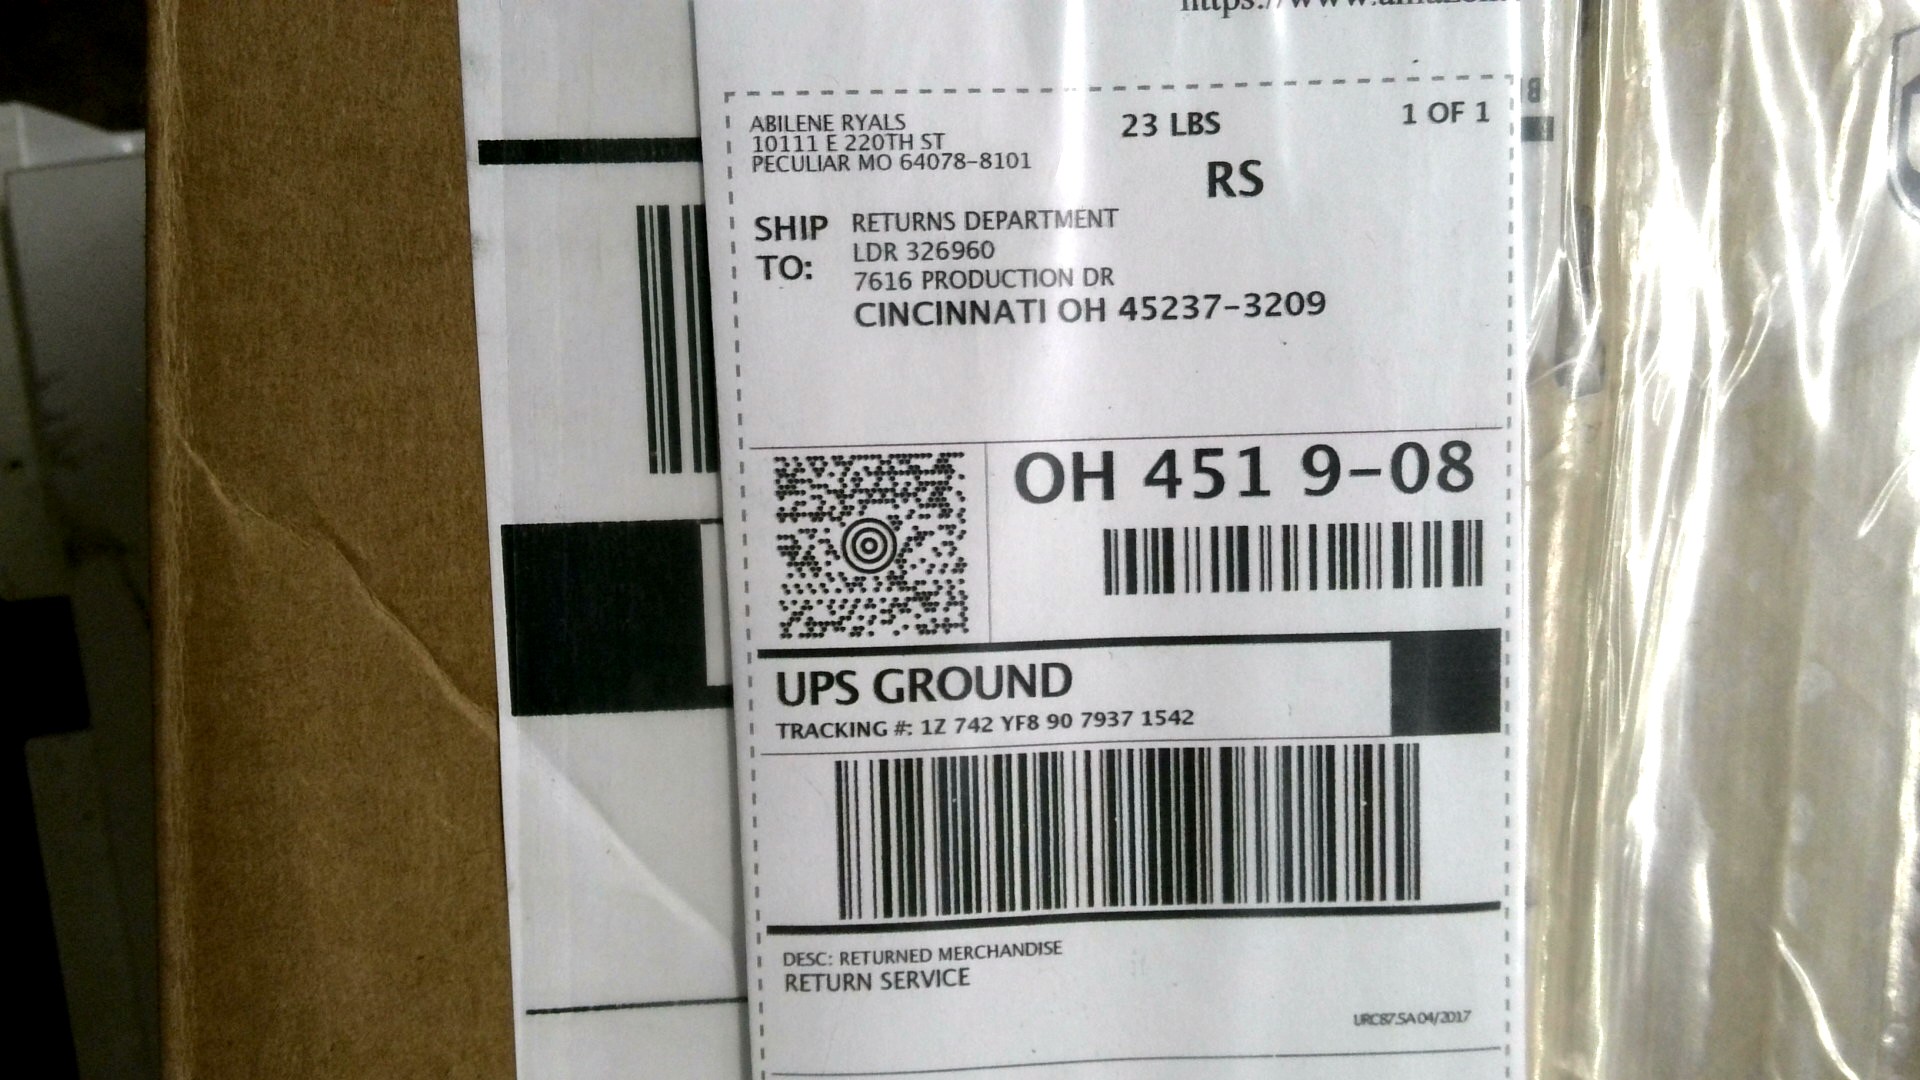 ABILENE RYALS
10111 E 220TH ST
PECULIAR MO 64078-8101
23 LBS
1 OF 1
RS
SHIP TO:
RETURNS DEPARTMENT
LDR 326960
7616 PRODUCTION DR
CINCINNATI OH 45237-3209
OH 451 9-08
UPS GROUND
TRACKING #: 1Z 742 YF8 90 7937 1542
DESC: RETURNED MERCHANDISE
RETURN SERVICE
URC87.5A 04/2017